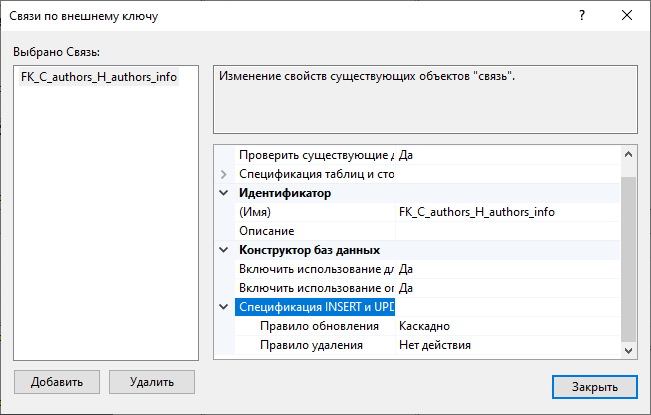 Связи по внешнему ключу
?
Выбрано Связь:
FK_C_authors_H_authors_info
Изменение свойств существующих объектов "связь".
Проверить существующие д Да
Спецификация таблиц и сто
Идентификатор
(Имя) FK_C_authors_H_authors_info
Описание
Конструктор баз данных
Включить использование дл Да
Включить использование ог Да
Спецификация INSERT и UPD
Правило обновления Каскадно
Правило удаления Нет действия
Добавить Удалить
Закрыть